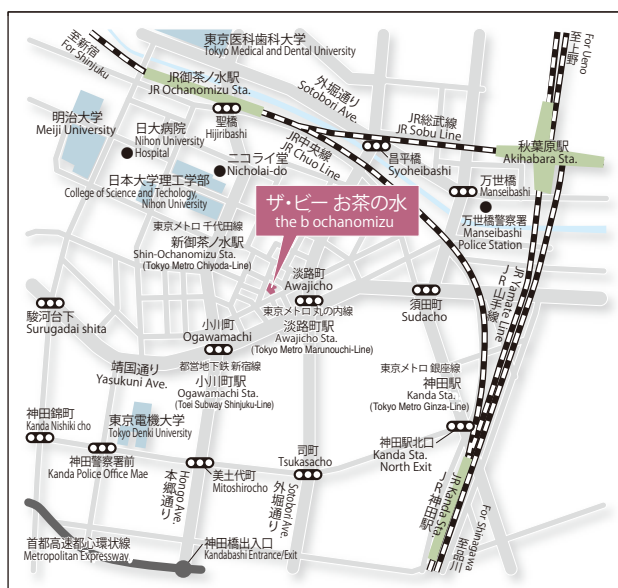 東京医科歯科大学
Tokyo Medical and Dental University
至新宿
For Shinjuku
至上野
For Ueno
JR御茶ノ水駅
JR Ochanomizu Sta.
外堀通り
Sotobori Ave.
明治大学
Meiji University
聖橋
Hijiribashi
JR総武線
JR Sobu Line
日大病院
Nihon University
Hospital
JR中央線
JR Chuo Line
昌平橋
Syoheibashi
秋葉原駅
Akihabara Sta.
ニコライ堂
Nicholai-do
日本大学理工学部
College of Science and Techology,
Nihon University
万世橋
Manseibashi
万世橋警察署
Manseibashi
Police Station
ザ・ビー お茶の水
the b ochanomizu
東京メトロ 千代田線
新御茶ノ水駅
Shin-Ochanomizu Sta.
(Tokyo Metro Chiyoda-Line)
淡路町
Awajicho
JR Yamate Line
JR山手線
駿河台下
Surugadai shita
小川町
Ogawamachi
東京メトロ 丸の内線
淡路町駅
Awajicho Sta.
(Tokyo Metro Marunouchi-Line)
須田町
Sudacho
靖国通り
Yasukuni Ave.
都営地下鉄 新宿線
小川町駅
Ogawamachi Sta.
(Toei Subway Shinjuku-Line)
東京メトロ 銀座線
神田駅
Kanda Sta.
(Tokyo Metro Ginza-Line)
神田錦町
Kanda Nishiki cho
東京電機大学
Tokyo Denki University
神田駅北口
Kanda Sta.
North Exit
神田警察署前
Kanda Police Office Mae
美土代町
Mitoshirocho
司町
Tsukasacho
Hongo Ave.
本郷通り
Sotobori Ave.
外堀通り
JR Kanda Sta.
JR神田駅
For Shinagawa
至品川
首都高速都心環状線
Metropolitan Expressway
神田橋出入口
Kandabashi Entrance/Exit